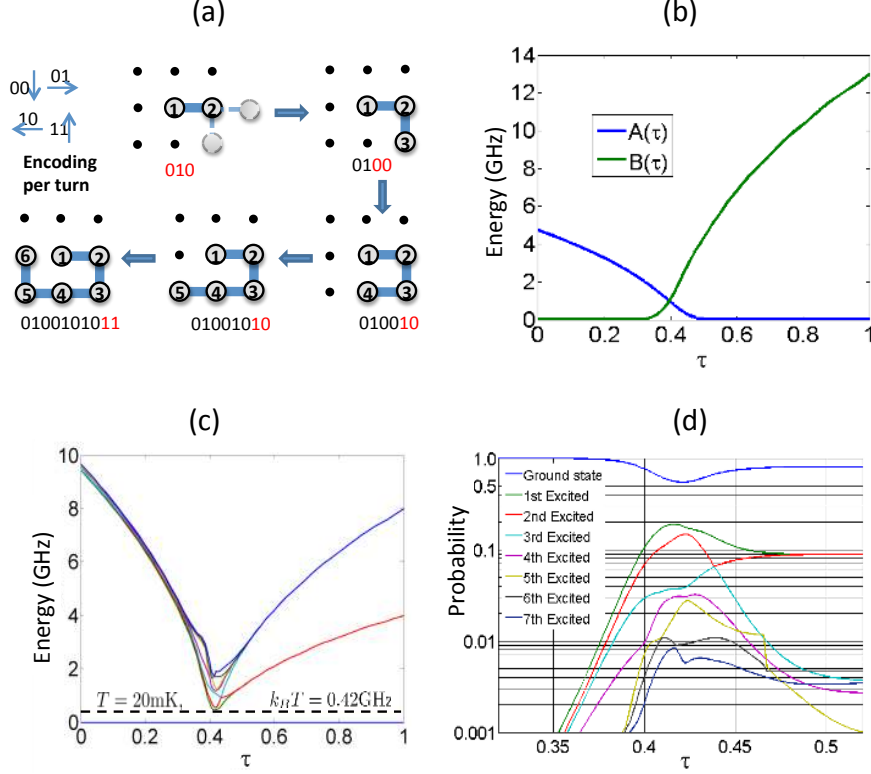 (a)
00
01
10
11
Encoding
per turn
1 2
010
1 2
3
0100
6 1 2
5 4 3
0100101011
1 2
5 4 3
01001010
1 2
4 3
010010
(b)
14
12
10
8
6
4
2
0
Energy (GHz)
A(τ)
B(τ)
0 0.2 0.4 0.6 0.8 1
τ
(c)
10
8
6
4
2
0
Energy (GHz)
T = 20mK, k_BT = 0.42GHz
0 0.2 0.4 0.6 0.8 1
τ
(d)
1.0
0.5
0.1
0.01
0.001
Probability
Ground state
1st Excited
2nd Excited
3rd Excited
4th Excited
5th Excited
6th Excited
7th Excited
0.35 0.4 0.45 0.5
τ